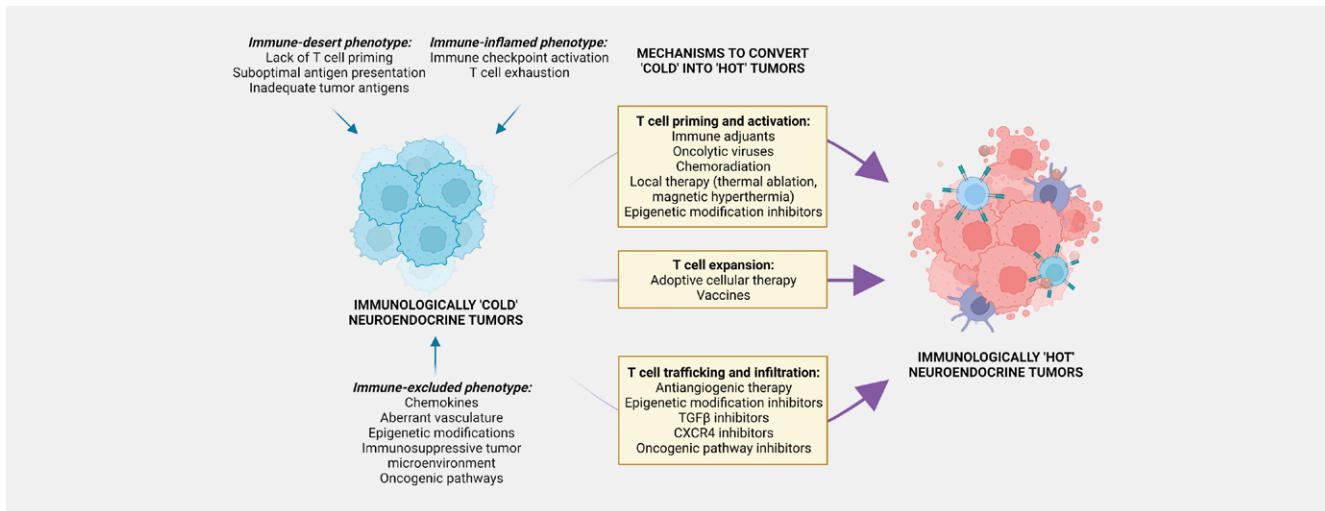 Immune-desert phenotype:
Lack of T cell priming
Suboptimal antigen presentation
Inadequate tumor antigens
Immune-inflamed phenotype:
Immune checkpoint activation
T cell exhaustion
IMMUNOLOGICALLY 'COLD'
NEUROENDOCRINE TUMORS
Immune-excluded phenotype:
Chemokines
Aberrant vasculature
Epigenetic modifications
Immunosuppressive tumor
microenvironment
Oncogenic pathways
MECHANISMS TO CONVERT
'COLD' INTO 'HOT' TUMORS
T cell priming and activation:
Immune adjuants
Oncolytic viruses
Chemoradiation
Local therapy (thermal ablation,
magnetic hyperthermia)
Epigenetic modification inhibitors
T cell expansion:
Adoptive cellular therapy
Vaccines
T cell trafficking and infiltration:
Antiangiogenic therapy
Epigenetic modification inhibitors
TGFβ inhibitors
CXCR4 inhibitors
Oncogenic pathway inhibitors
IMMUNOLOGICALLY 'HOT'
NEUROENDOCRINE TUMORS